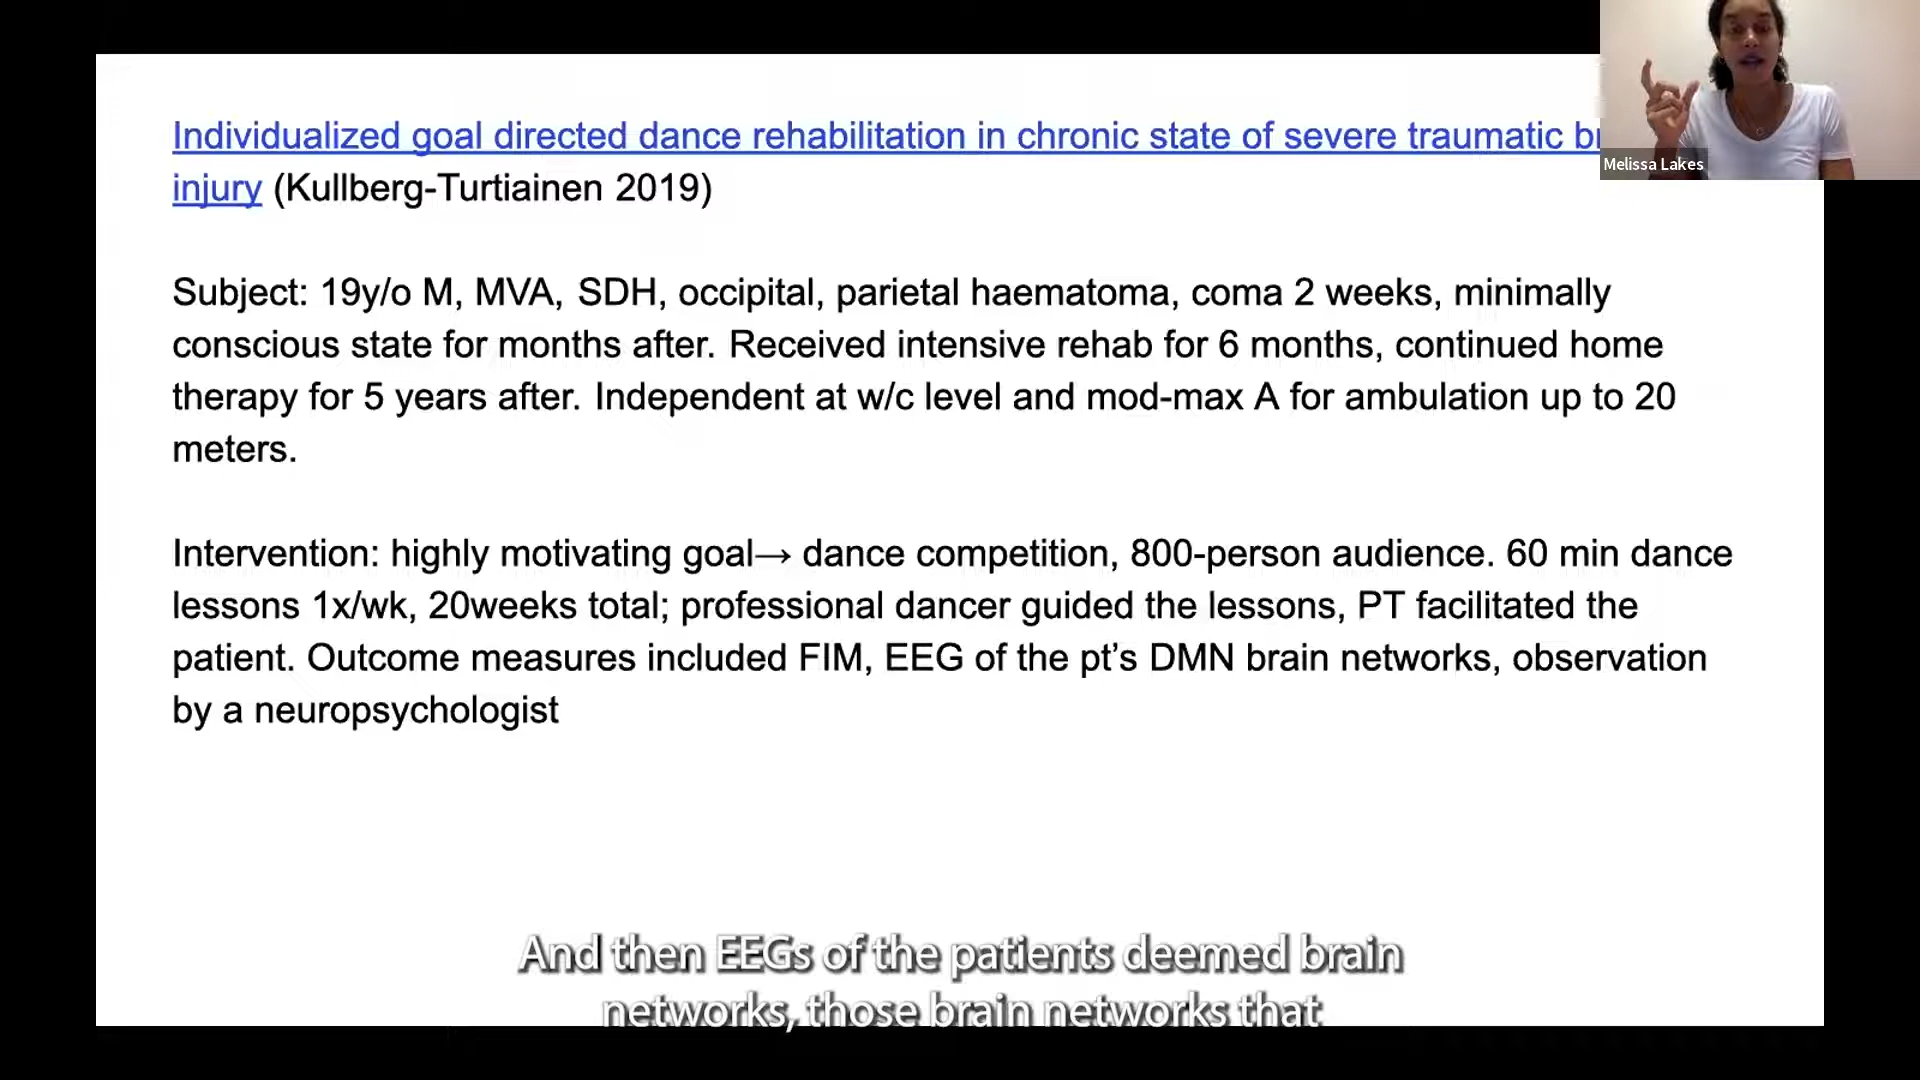 Individualized goal directed dance rehabilitation in chronic state of severe traumatic
injury (Kullberg-Turtiainen 2019)
Melissa Lakes
Subject: 19y/o M, MVA, SDH, occipital, parietal haematoma, coma 2 weeks, minimally
conscious state for months after. Received intensive rehab for 6 months, continued home
therapy for 5 years after. Independent at w/c level and mod-max A for ambulation up to 20
meters.
Intervention: highly motivating goal→ dance competition, 800-person audience. 60 min dance
lessons 1x/wk, 20weeks total; professional dancer guided the lessons, PT facilitated the
patient. Outcome measures included FIM, EEG of the pt’s DMN brain networks, observation
by a neuropsychologist
And then EEGs of the patients deemed brain
networks, those brain networks that